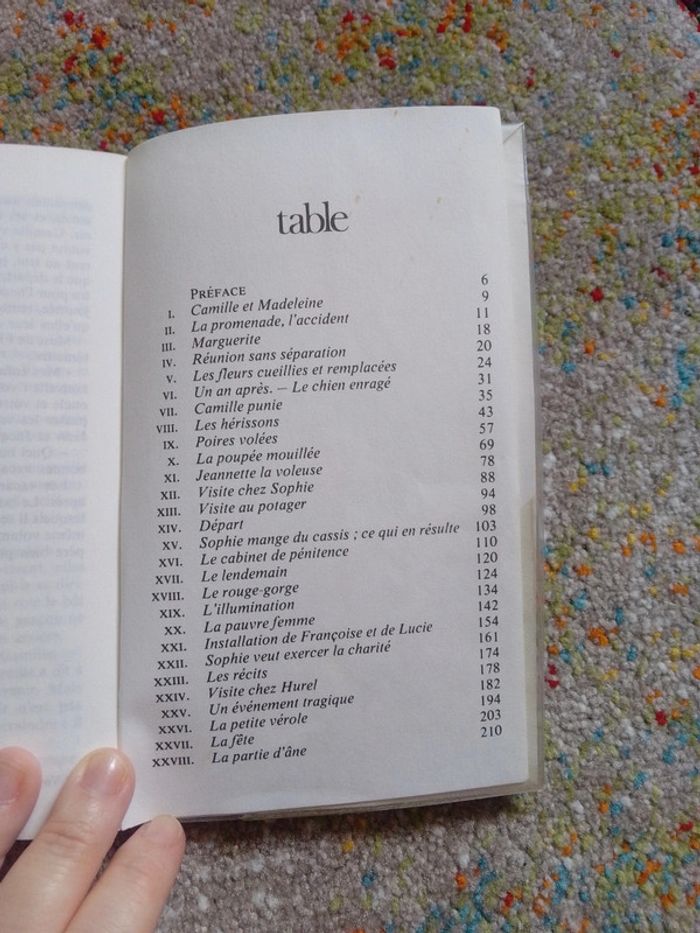 table
PRÉFACE 6
I. Camille et Madeleine 9
II. La promenade, l'accident 11
III. Marguerite 18
IV. Réunion sans séparation 20
V. Les fleurs cueillies et remplacées 24
VI. Un an après. – Le chien enragé 31
VII. Camille punie 35
VIII. Les hérissons 43
IX. Poires volées 57
X. La poupée mouillée 69
XI. Jeannette la voleuse 78
XII. Visite chez Sophie 88
XIII. Visite au potager 94
XIV. Départ 98
XV. Sophie mange du cassis ; ce qui en résulte 103
XVI. Le cabinet de pénitence 110
XVII. Le lendemain 120
XVIII. Le rouge-gorge 124
XIX. L'illumination 134
XX. La pauvre femme 142
XXI. Installation de Françoise et de Lucie 154
XXII. Sophie veut exercer la charité 161
XXIII. Les récits 174
XXIV. Visite chez Hurel 178
XXV. Un événement tragique 182
XXVI. La petite vérole 194
XXVII. La fête 203
XXVIII. La partie d'âne 210